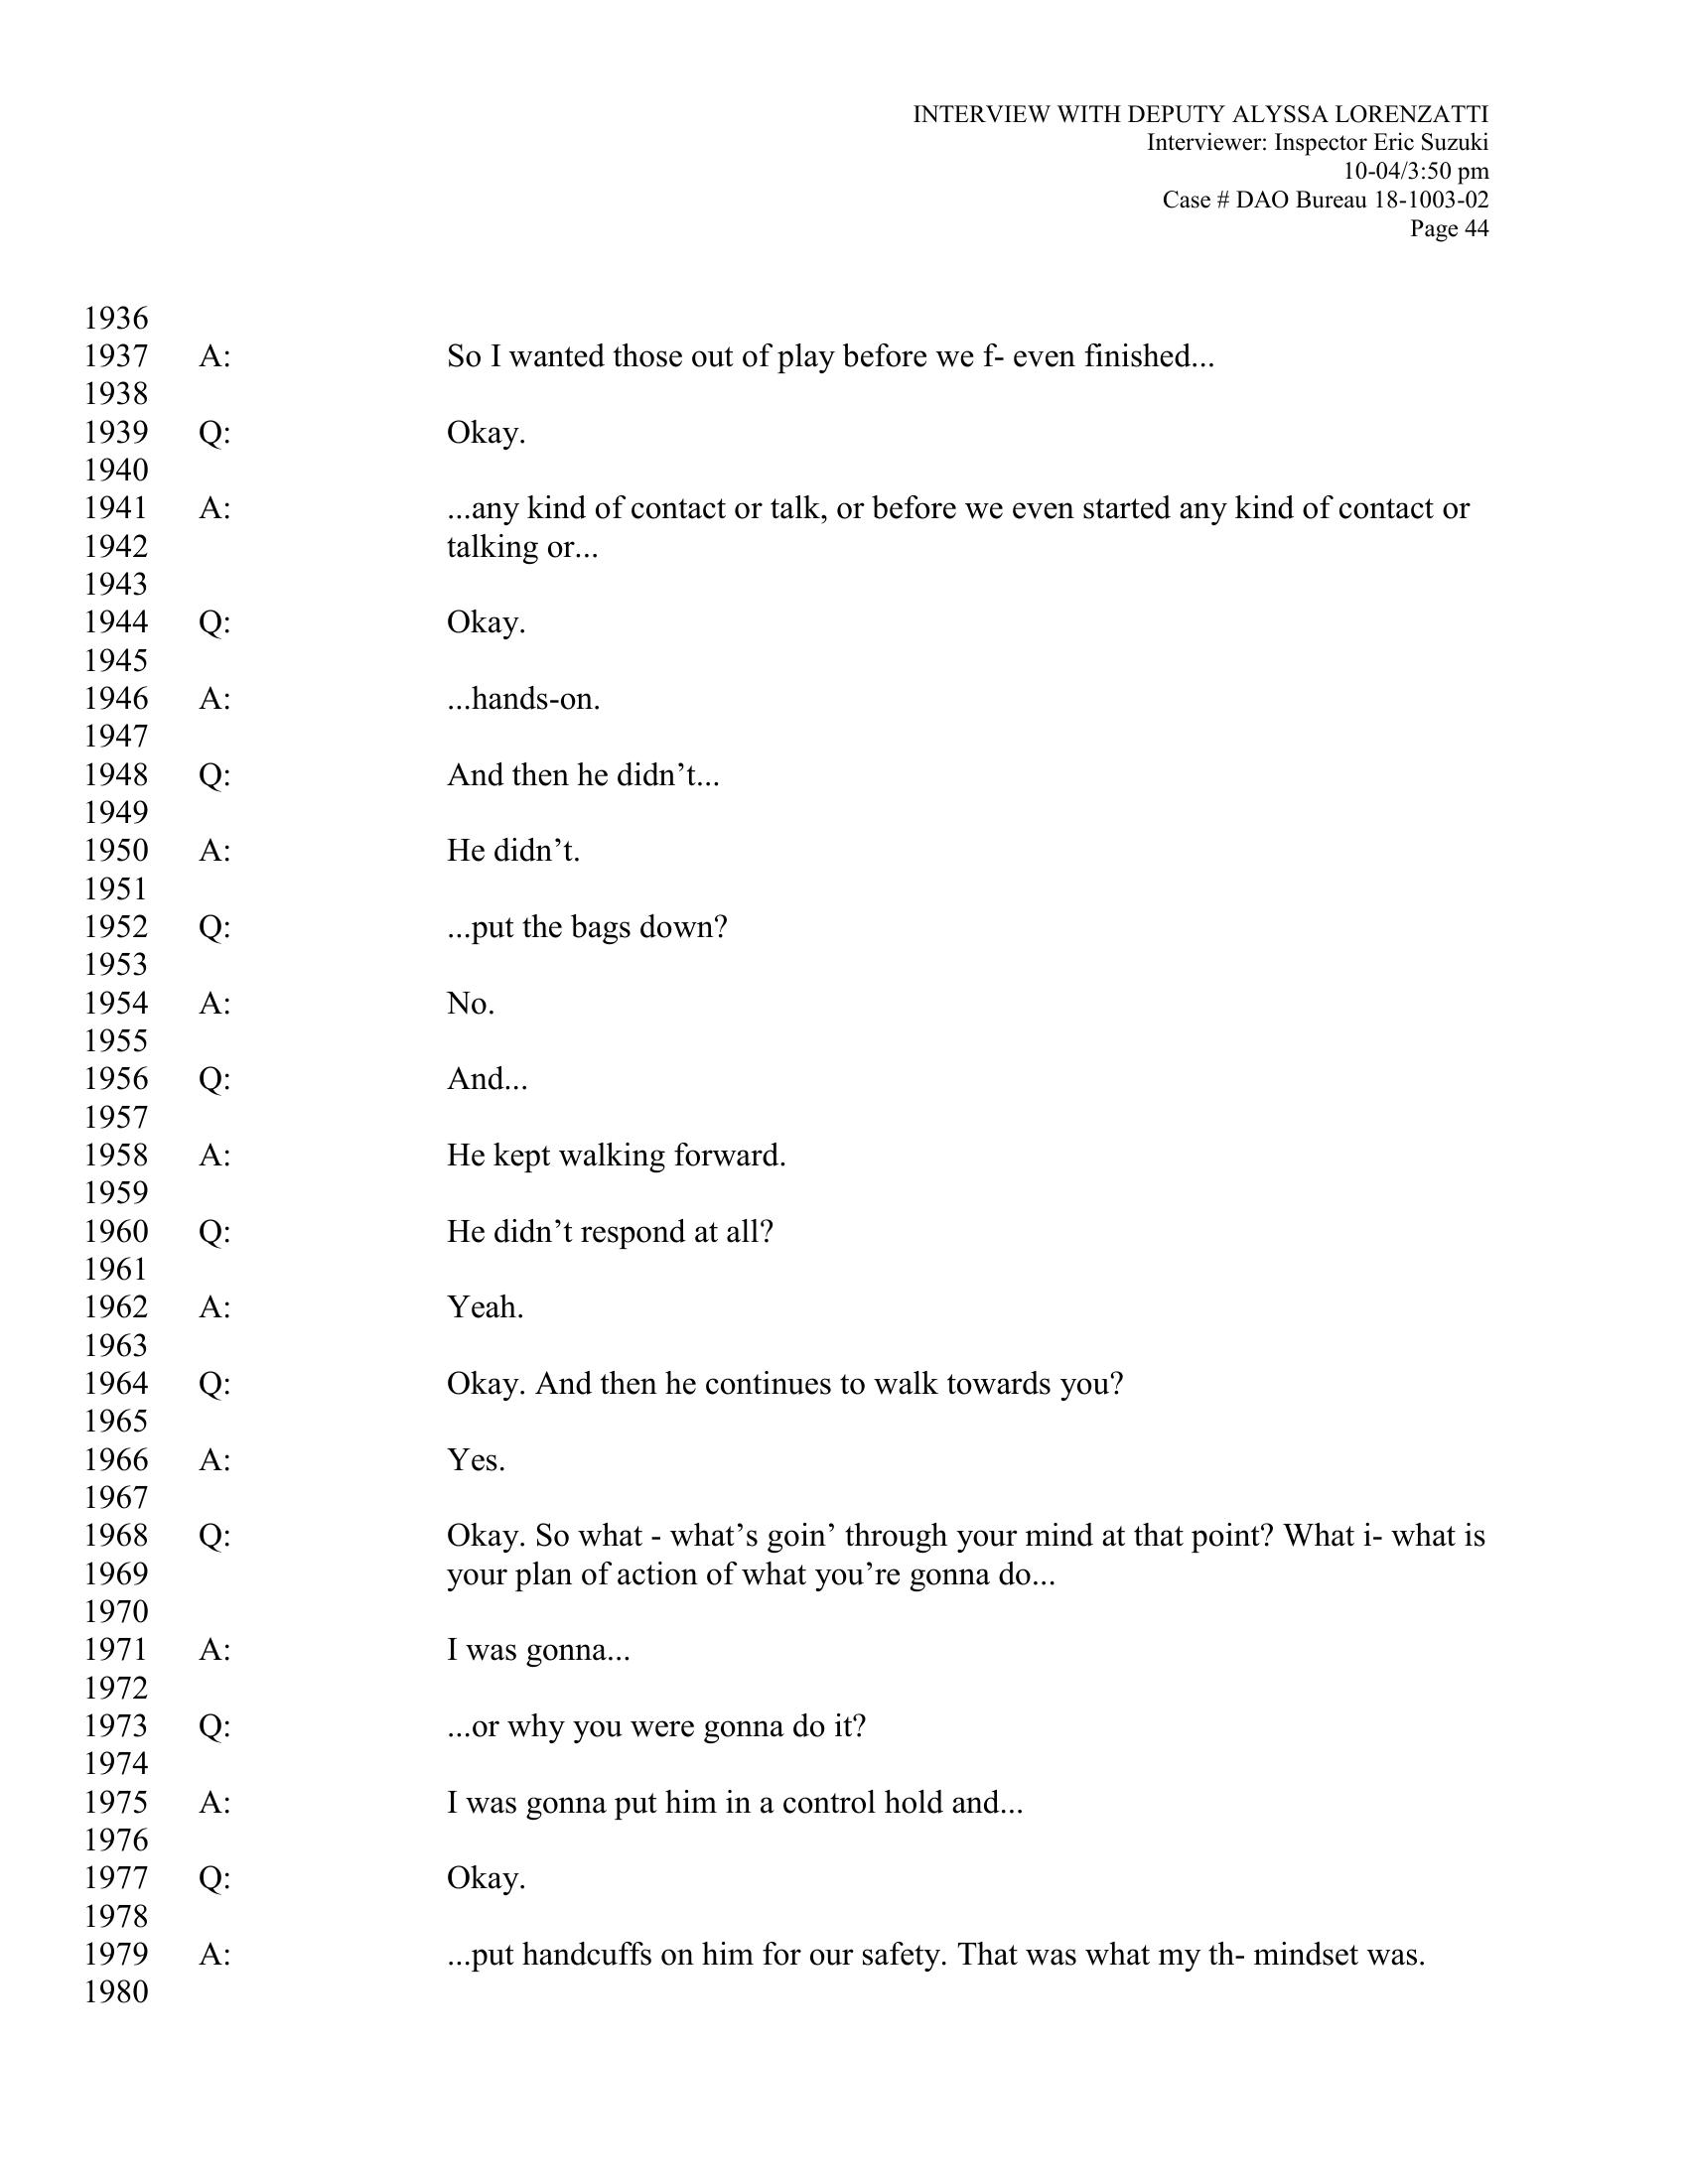 INTERVIEW WITH DEPUTY ALYSSA LORENZATTI
Interviewer: Inspector Eric Suzuki
10-04/3:50 pm
Case # DAO Bureau 18-1003-02
Page 44
1936
1937 A: So I wanted those out of play before we f- even finished...
1938
1939 Q: Okay.
1940
1941 A: ...any kind of contact or talk, or before we even started any kind of contact or
1942 talking or...
1943
1944 Q: Okay.
1945
1946 A: ...hands-on.
1947
1948 Q: And then he didn’t...
1949
1950 A: He didn’t.
1951
1952 Q: ...put the bags down?
1953
1954 A: No.
1955
1956 Q: And...
1957
1958 A: He kept walking forward.
1959
1960 Q: He didn’t respond at all?
1961
1962 A: Yeah.
1963
1964 Q: Okay. And then he continues to walk towards you?
1965
1966 A: Yes.
1967
1968 Q: Okay. So what - what’s goin’ through your mind at that point? What i- what is
1969 your plan of action of what you’re gonna do...
1970
1971 A: I was gonna...
1972
1973 Q: ...or why you were gonna do it?
1974
1975 A: I was gonna put him in a control hold and...
1976
1977 Q: Okay.
1978
1979 A: ...put handcuffs on him for our safety. That was what my th- mindset was.
1980